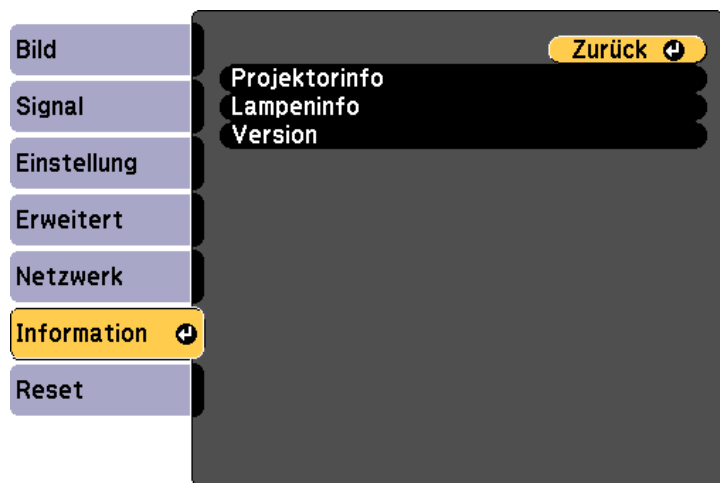 Bild
Signal
Einstellung
Erweitert
Netzwerk
Information
Reset
Zurück
Projektorinfo
Lampeninfo
Version